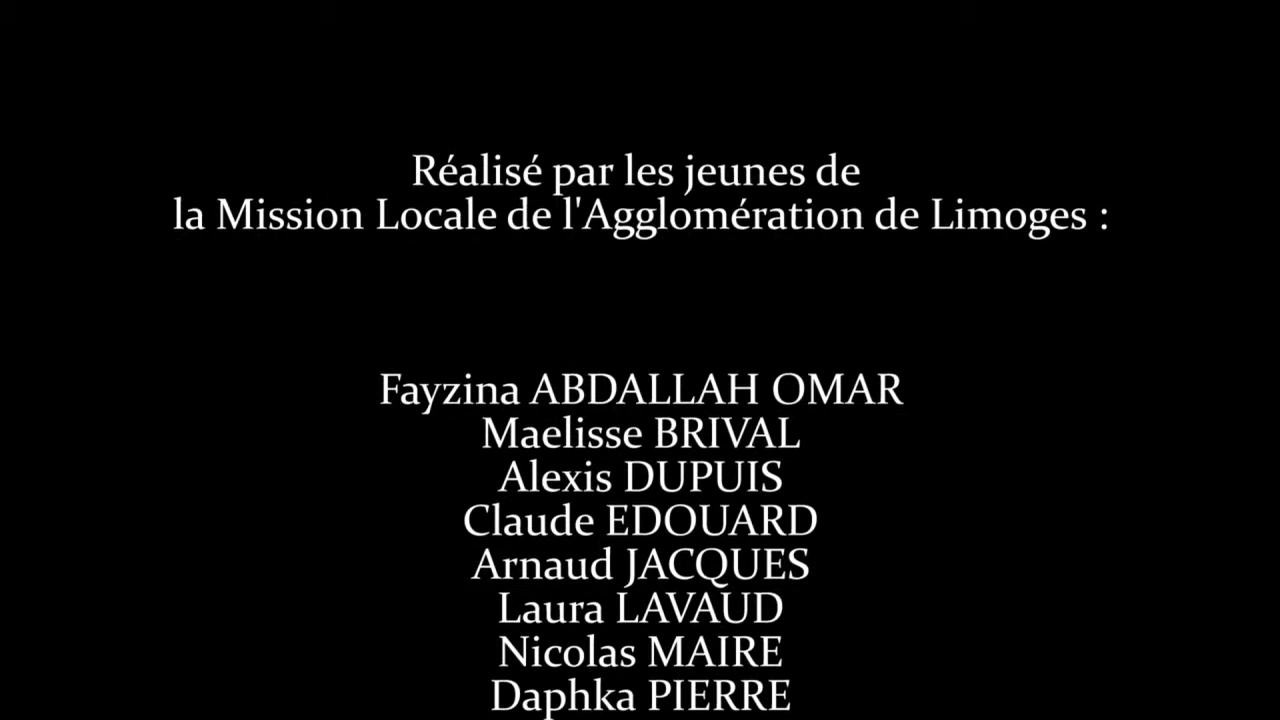 Réalisé par les jeunes de
la Mission Locale de l'Agglomération de Limoges :
Fayzina ABDALLAH OMAR
Maelisse BRIVAL
Alexis DUPUIS
Claude EDOUARD
Arnaud JACQUES
Laura LAVAUD
Nicolas MAIRE
Daphka PIERRE